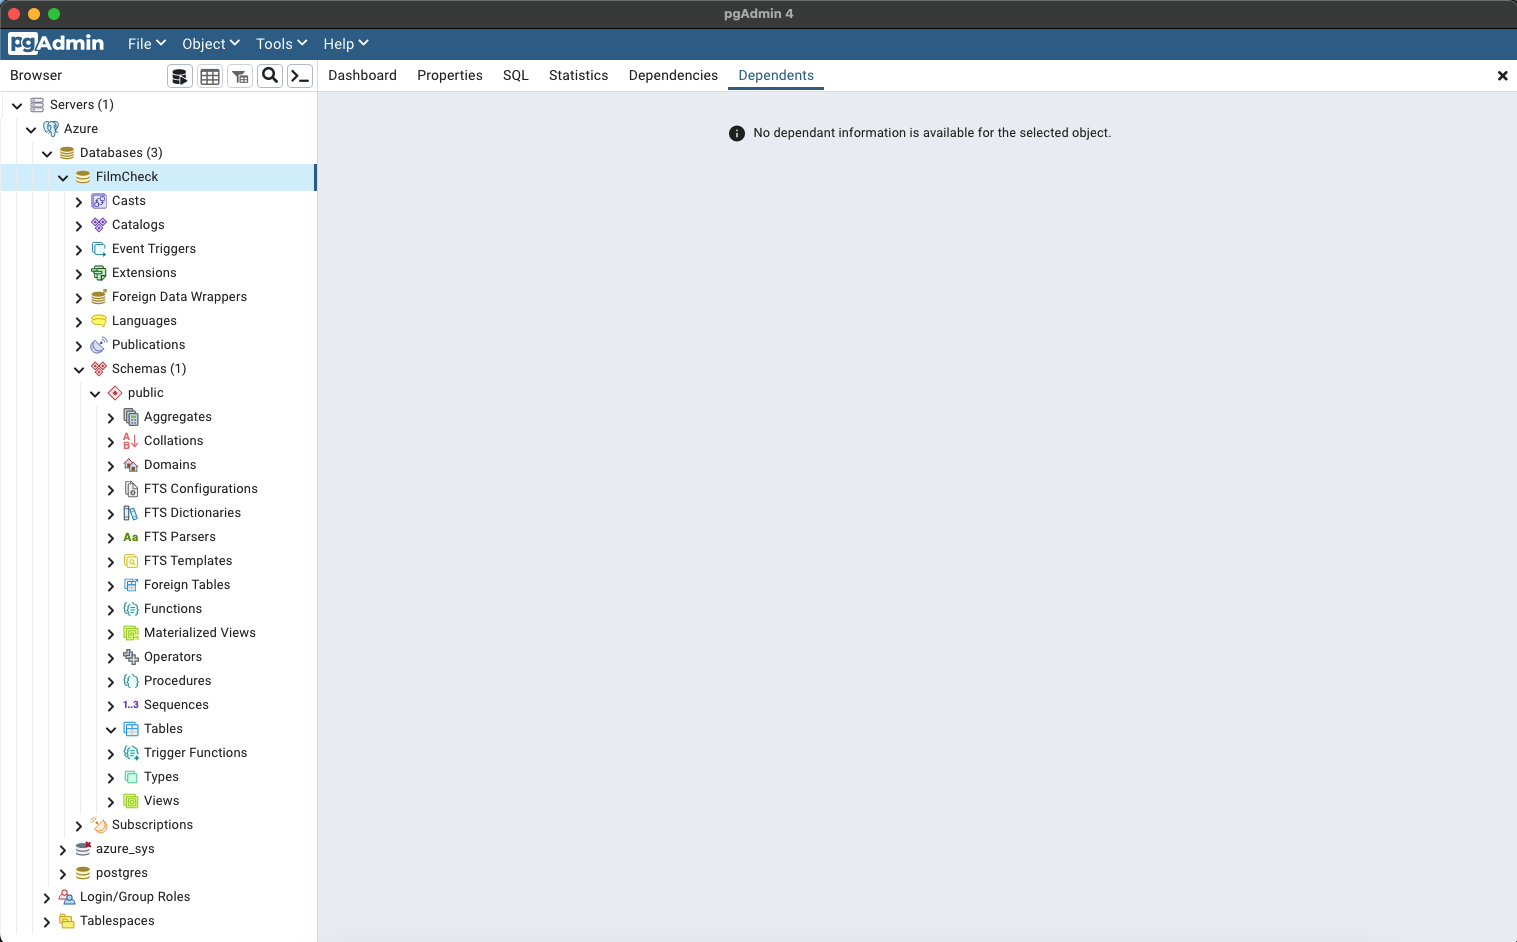 pgAdmin 4
pgAdmin File Object Tools Help
Browser Dashboard Properties SQL Statistics Dependencies Dependents
Servers (1)
Azure
No dependant information is available for the selected object.
Databases (3)
FilmCheck
Casts
Catalogs
Event Triggers
Extensions
Foreign Data Wrappers
Languages
Publications
Schemas (1)
public
Aggregates
Collations
Domains
FTS Configurations
FTS Dictionaries
Aa FTS Parsers
FTS Templates
Foreign Tables
Functions
Materialized Views
Operators
Procedures
1..3 Sequences
Tables
Trigger Functions
Types
Views
Subscriptions
azure_sys
postgres
Login/Group Roles
Tablespaces